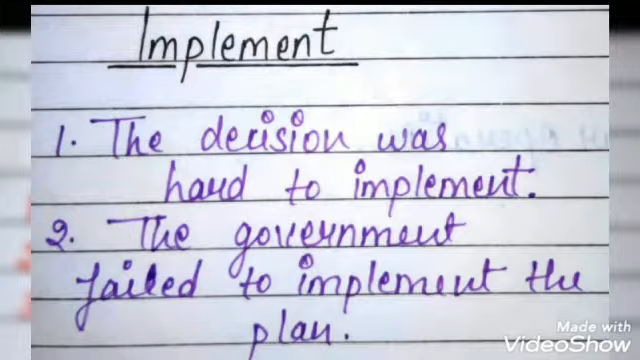 Implement
1. The decision was
hard to implement.
2. The government
failed to implement the
plan.
Made with
VideoShow